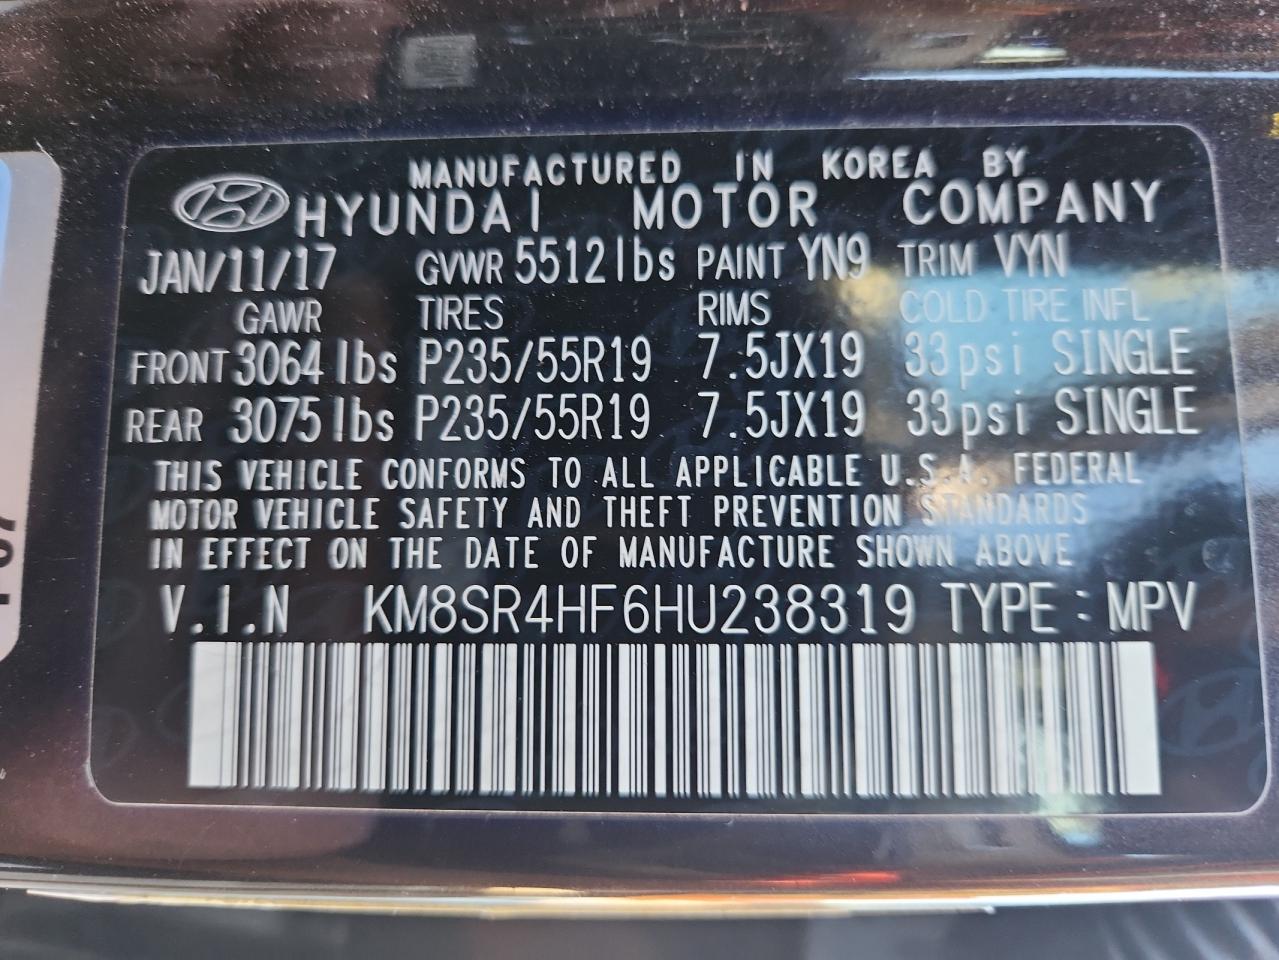 MANUFACTURED IN KOREA BY
HYUNDAI MOTOR COMPANY
JAN/11/17 GVWR 5512lbs PAINT YN9 TRIM VYN
GAWR TIRES RIMS COLD TIRE INFL
FRONT 3064lbs P235/55R19 7.5JX19 33psi SINGLE
REAR 3075lbs P235/55R19 7.5JX19 33psi SINGLE
THIS VEHICLE CONFORMS TO ALL APPLICABLE U.S.A. FEDERAL
MOTOR VEHICLE SAFETY AND THEFT PREVENTION STANDARDS
IN EFFECT ON THE DATE OF MANUFACTURE SHOWN ABOVE
V.I.N KM8SR4HF6HU238319 TYPE : MPV